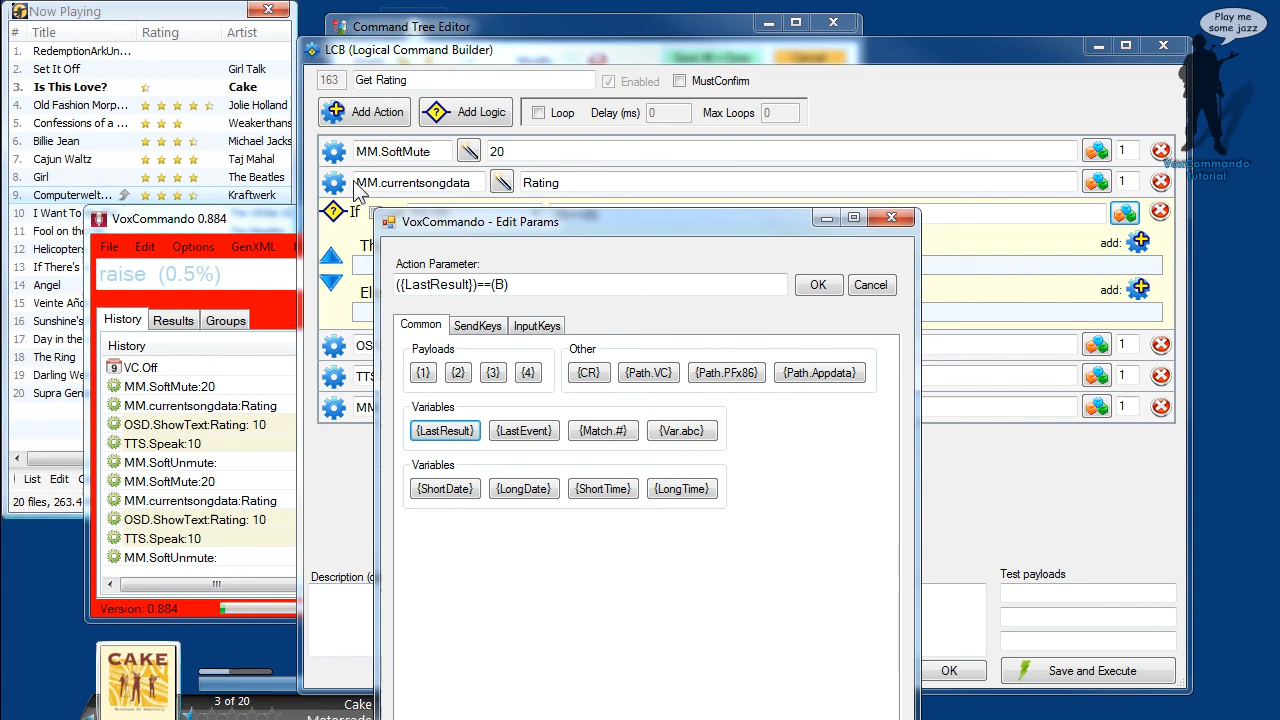 Now Playing
# Title Rating Artist
1. RedemptionArkUn...
2. Set It Off Girl Talk
3. Is This Love? Cake
4. Old Fashion Morp... Jolie Holland
5. Confessions of a ... Weakerthans
6. Billie Jean Michael Jacks
7. Cajun Waltz Taj Mahal
8. Girl The Beatles
9. Computerwelt... Kraftwerk
10 I Want To
11 Fool on the
12 Helicopters
13 If There's
14 Angel
15 Veinte Año
16 Sunshine's
17 Day in the
18 The Ring
19 Darling We
20 Supra Gen
List Edit
20 files, 263.4
VoxCommando 0.884
File Edit Options GenXML
raise (0.5%)
History Results Groups
History
VC.Off
MM.SoftMute:20
MM.currentsongdata:Rating
OSD.ShowText:Rating: 10
TTS.Speak:10
MM.SoftUnmute:
MM.SoftMute:20
MM.currentsongdata:Rating
OSD.ShowText:Rating: 10
TTS.Speak:10
MM.SoftUnmute:
Version: 0.884
CAKE
3 of 20
Cake
Command Tree Editor
LCB (Logical Command Builder)
163 Get Rating Enabled MustConfirm
Add Action Add Logic Loop Delay (ms) 0 Max Loops 0
MM.SoftMute 20 1
MM.currentsongdata Rating 1
If
Th
add:
El
add:
OS 1
TTS 1
MM 1
Description (
Test payloads
OK Save and Execute
VoxCommando - Edit Params
Action Parameter:
({LastResult})==(B) OK Cancel
Common SendKeys InputKeys
Payloads Other
{1} {2} {3} {4} {CR} {Path.VC} {Path.PFx86} {Path.Appdata}
Variables
{LastResult} {LastEvent} {Match.#} {Var.abc}
Variables
{ShortDate} {LongDate} {ShortTime} {LongTime}
Play me
some jazz
VoxCommando
Tutorial